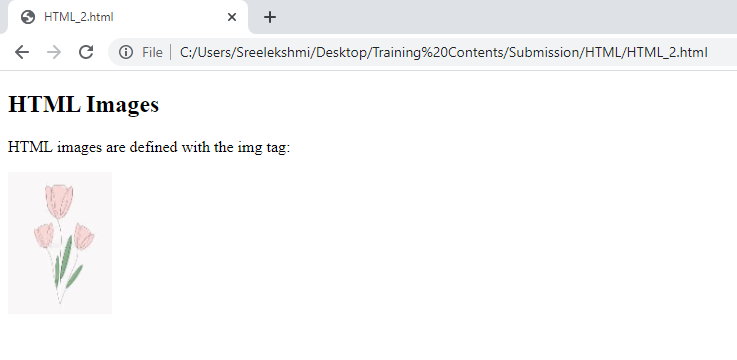 HTML_2.html
File
C:/Users/Sreelekshmi/Desktop/Training%20Contents/Submission/HTML/HTML_2.html
HTML Images
HTML images are defined with the img tag: